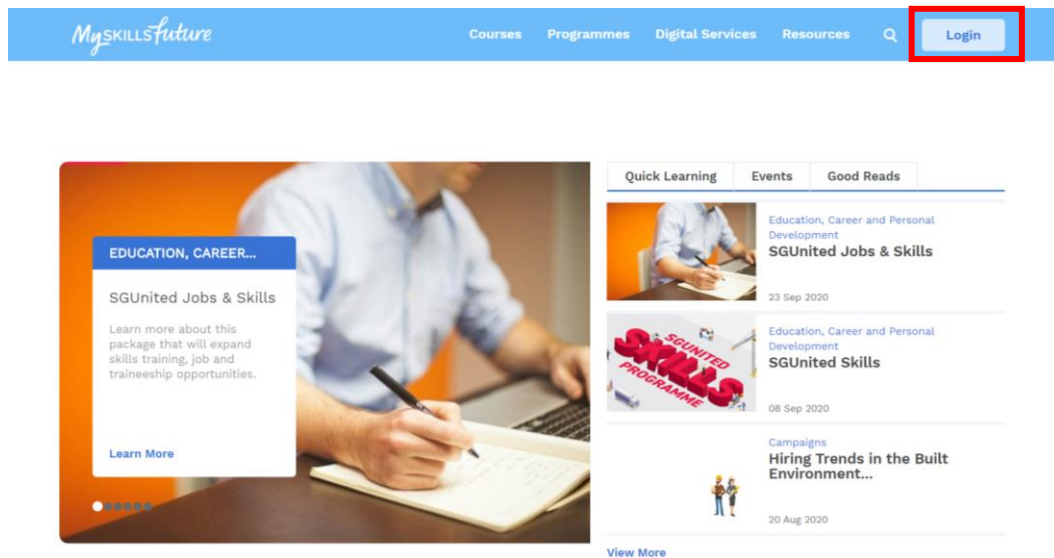 MySKILLSfuture
Courses Programmes Digital Services Resources Login
EDUCATION, CAREER...
SGUnited Jobs & Skills
Learn more about this
package that will expand
skills training, job and
traineeship opportunities.
Learn More
Quick Learning Events Good Reads
Education, Career and Personal
Development
SGUnited Jobs & Skills
23 Sep 2020
SGUNITED
SKILLS
PROGRAMME
Education, Career and Personal
Development
SGUnited Skills
08 Sep 2020
Campaigns
Hiring Trends in the Built
Environment...
20 Aug 2020
View More